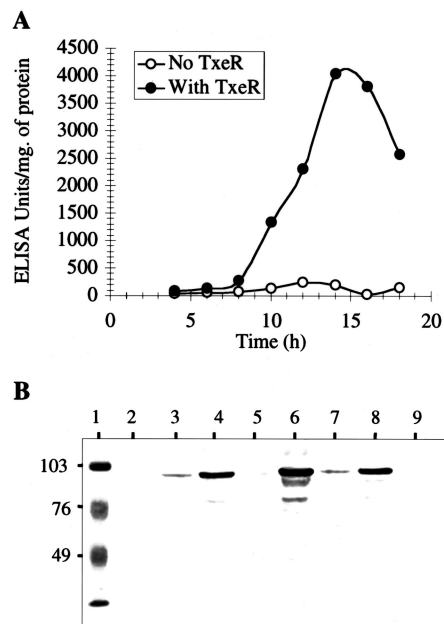 A
ELISA Units/mg. of protein
4500
4000
3500
3000
2500
2000
1500
1000
500
0
No TxeR
With TxeR
0 5 10 15 20
Time (h)
B
1 2 3 4 5 6 7 8 9
103
76
49